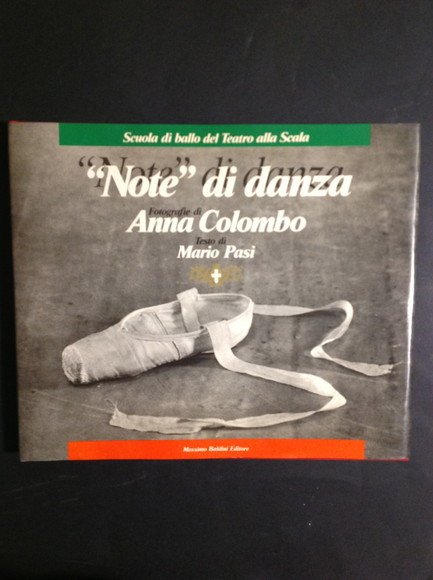 Scuola di ballo del Teatro alla Scala
"Note" di danza
Fotografie di
Anna Colombo
Testo di
Mario Pasi
Massimo Baldini Editore